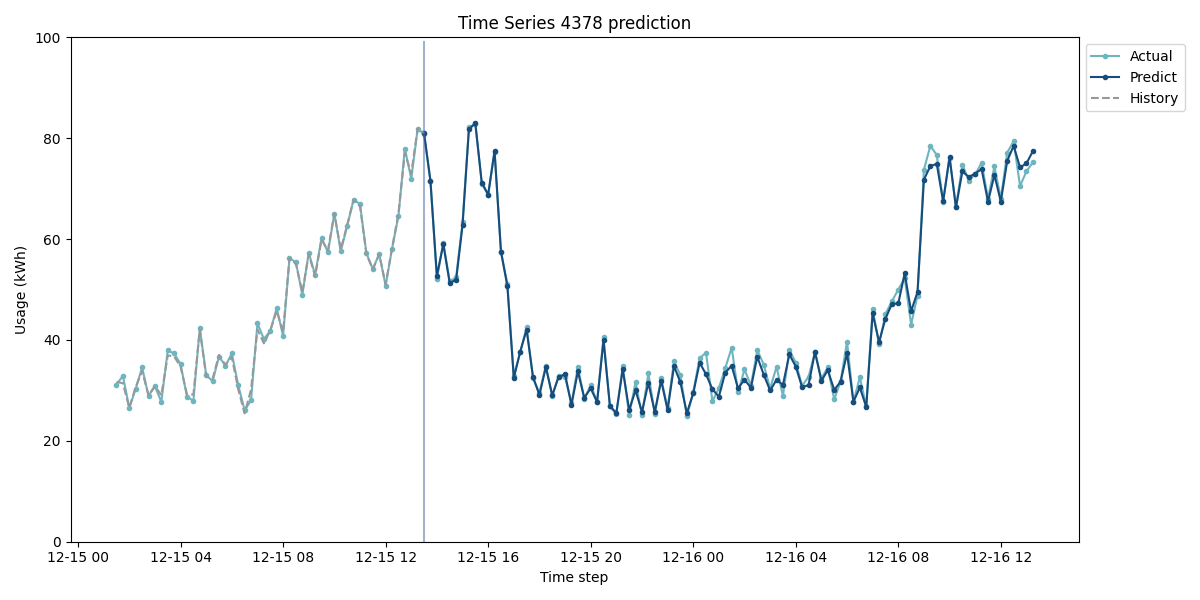 Time Series 4378 prediction
Usage (kWh)
100
80
60
40
20
0
12-15 00 12-15 04 12-15 08 12-15 12 12-15 16 12-15 20 12-16 00 12-16 04 12-16 08 12-16 12
Time step
Actual
Predict
History